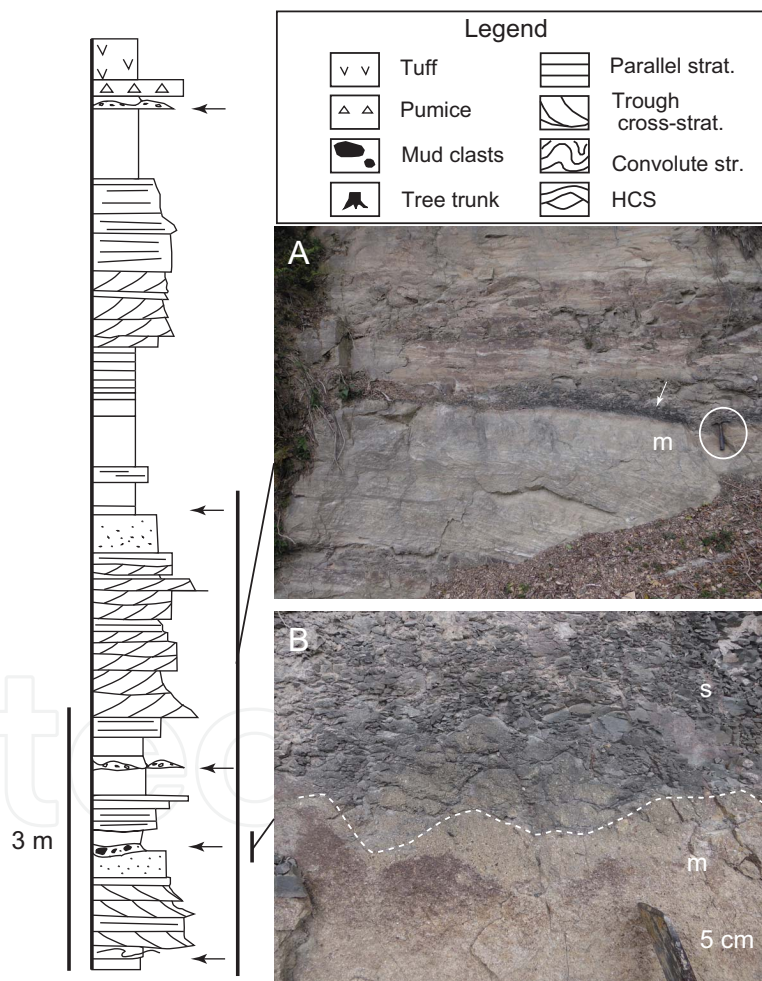 Legend
Tuff
Parallel strat.
Pumice
Trough
cross-strat.
Mud clasts
Convolute str.
Tree trunk
HCS
A
m
B
s
m
5 cm
3 m